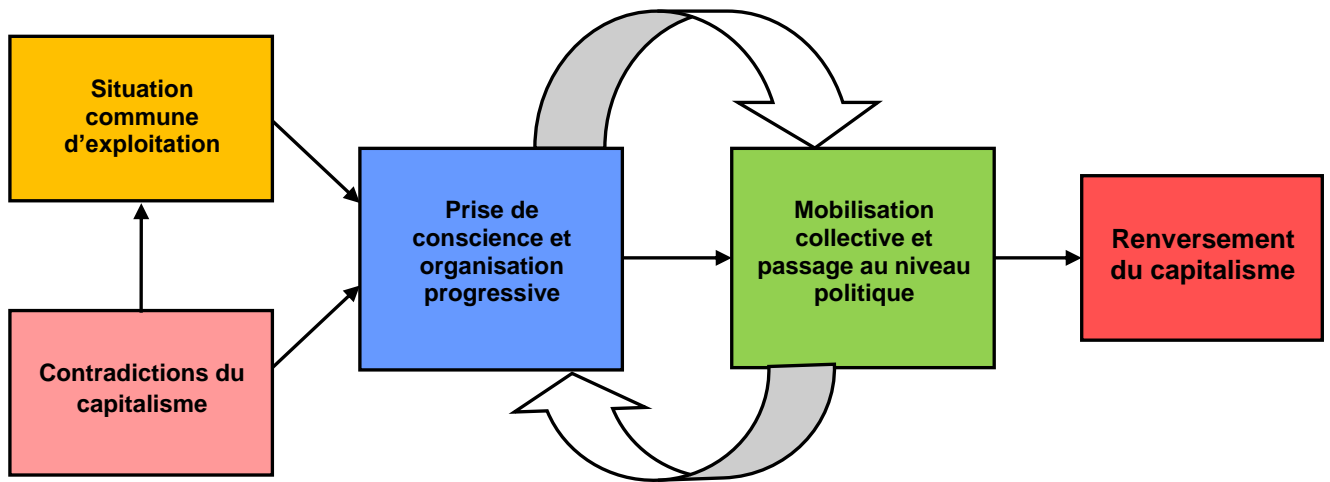 Situation
commune
d’exploitation
Contradictions du
capitalisme
Prise de
conscience et
organisation
progressive
Mobilisation
collective et
passage au niveau
politique
Renversement
du capitalisme